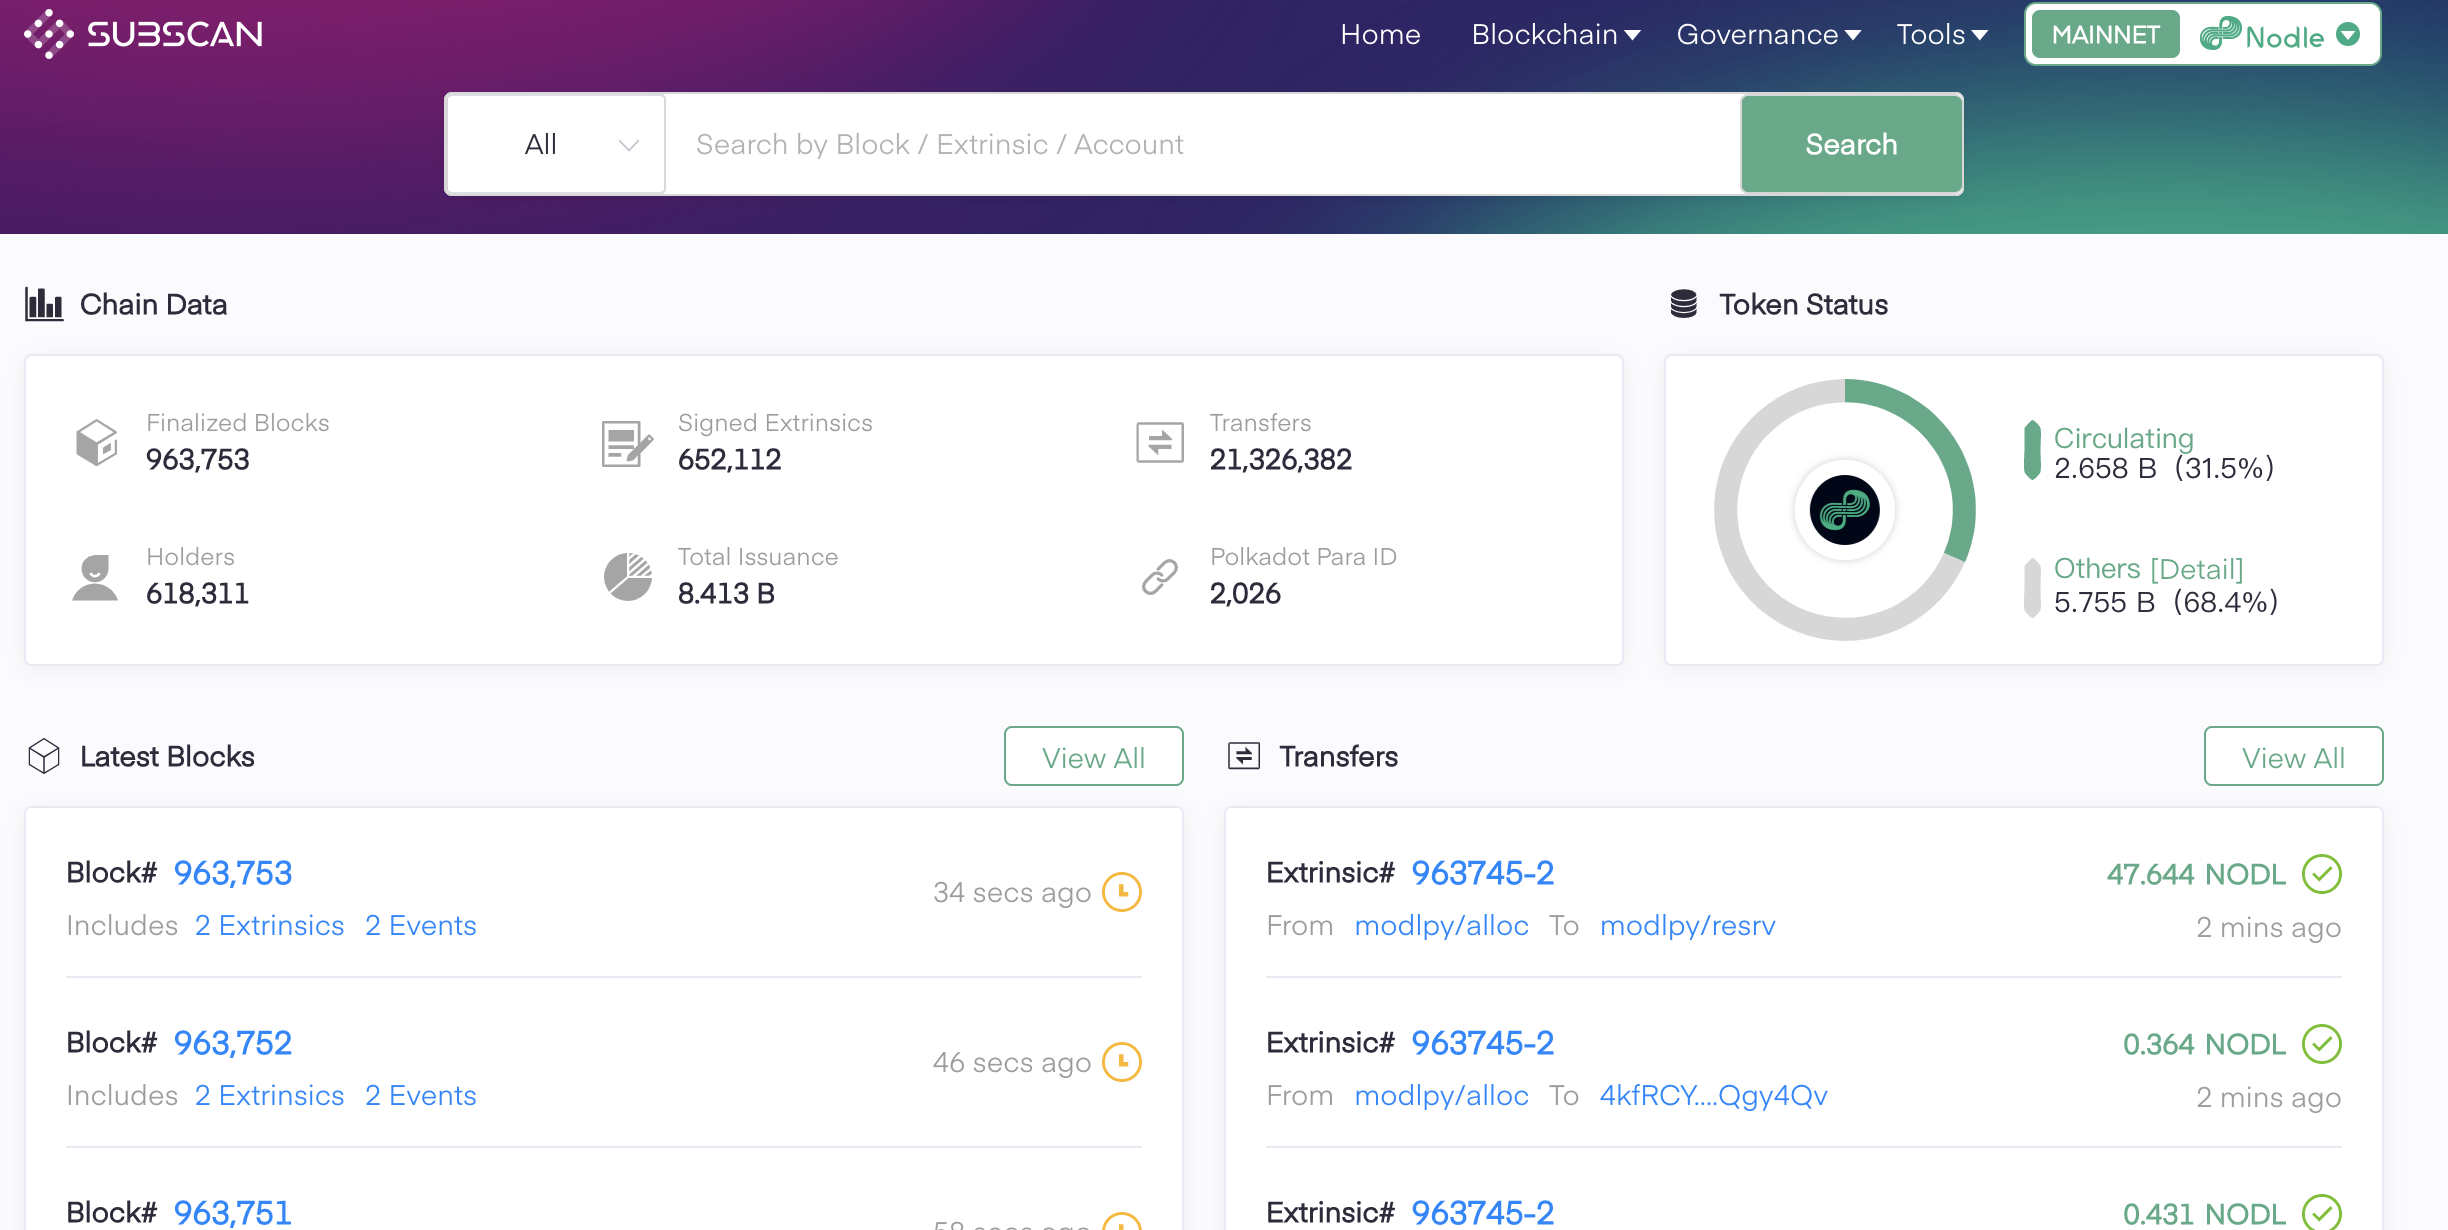 SUBSCAN
Home Blockchain Governance Tools MAINNET Nodle
All Search by Block / Extrinsic / Account Search
Chain Data
Finalized Blocks
963,753
Signed Extrinsics
652,112
Transfers
21,326,382
Holders
618,311
Total Issuance
8.413 B
Polkadot Para ID
2,026
Token Status
Circulating
2.658 B (31.5%)
Others [Detail]
5.755 B (68.4%)
Latest Blocks View All
Block# 963,753
34 secs ago
Includes 2 Extrinsics 2 Events
Block# 963,752
46 secs ago
Includes 2 Extrinsics 2 Events
Block# 963,751
58 secs ago
Transfers View All
Extrinsic# 963745-2 47.644 NODL
From modlpy/alloc To modlpy/resrv 2 mins ago
Extrinsic# 963745-2 0.364 NODL
From modlpy/alloc To 4kfRCY....Qgy4Qv 2 mins ago
Extrinsic# 963745-2 0.431 NODL